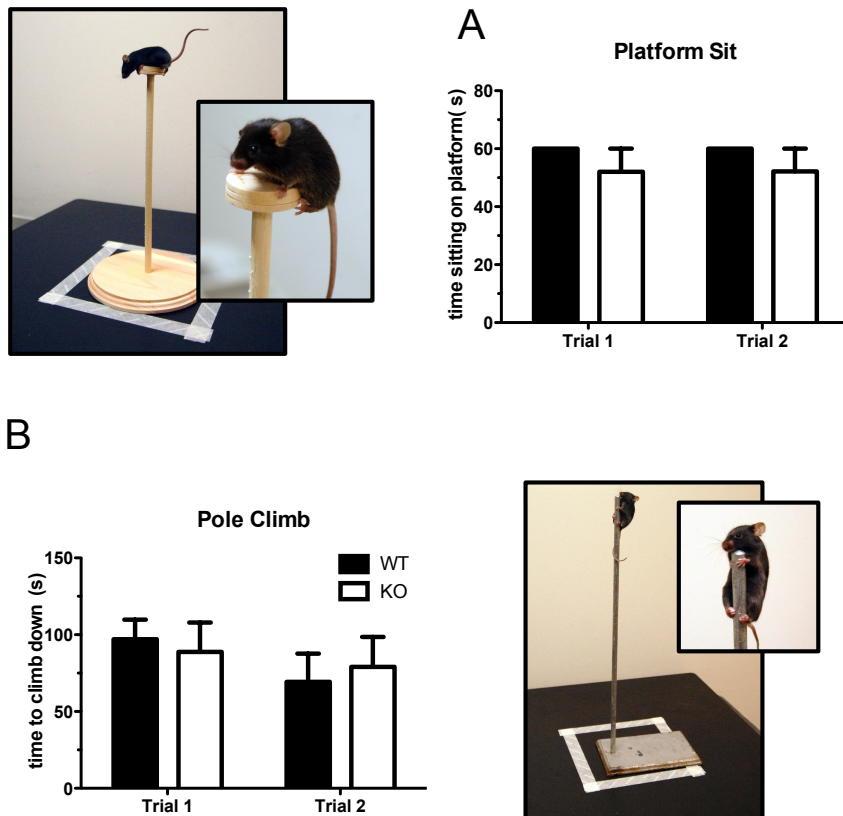 A
Platform Sit
time sitting on platform( s)
80
60
40
20
0
Trial 1
Trial 2
B
Pole Climb
time to climb down (s)
150
100
50
0
WT
KO
Trial 1
Trial 2